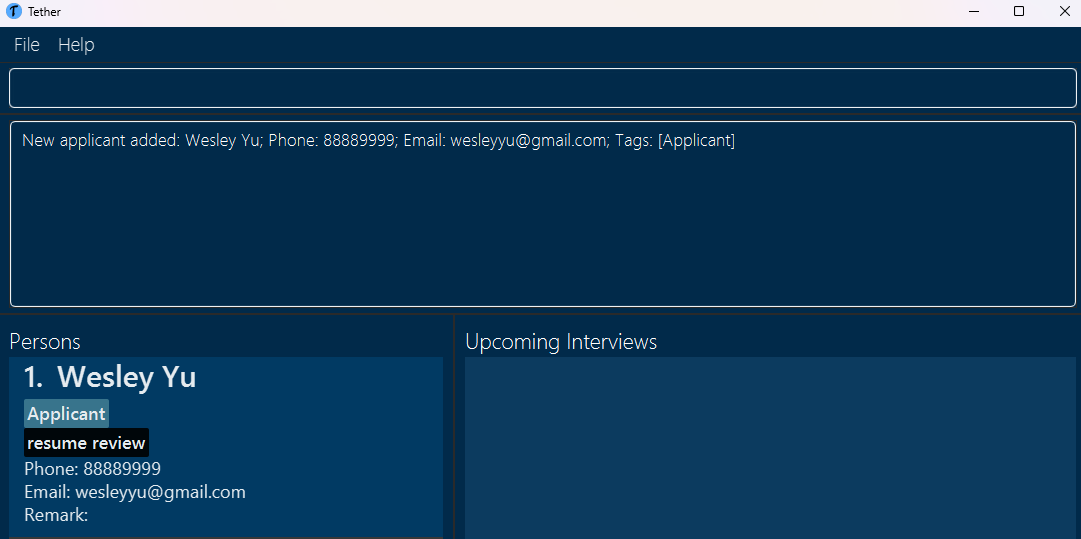 Tether
File Help
New applicant added: Wesley Yu; Phone: 88889999; Email: wesleyyu@gmail.com; Tags: [Applicant]
Persons
1. Wesley Yu
Applicant
resume review
Phone: 88889999
Email: wesleyyu@gmail.com
Remark:
Upcoming Interviews